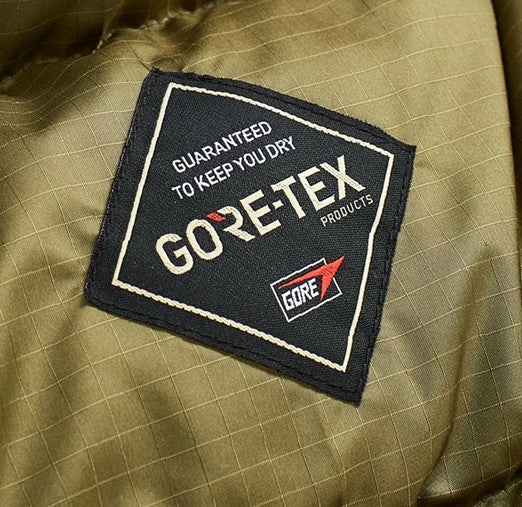 GUARANTEED
TO KEEP YOU DRY
GORE-TEX
PRODUCTS
GORE